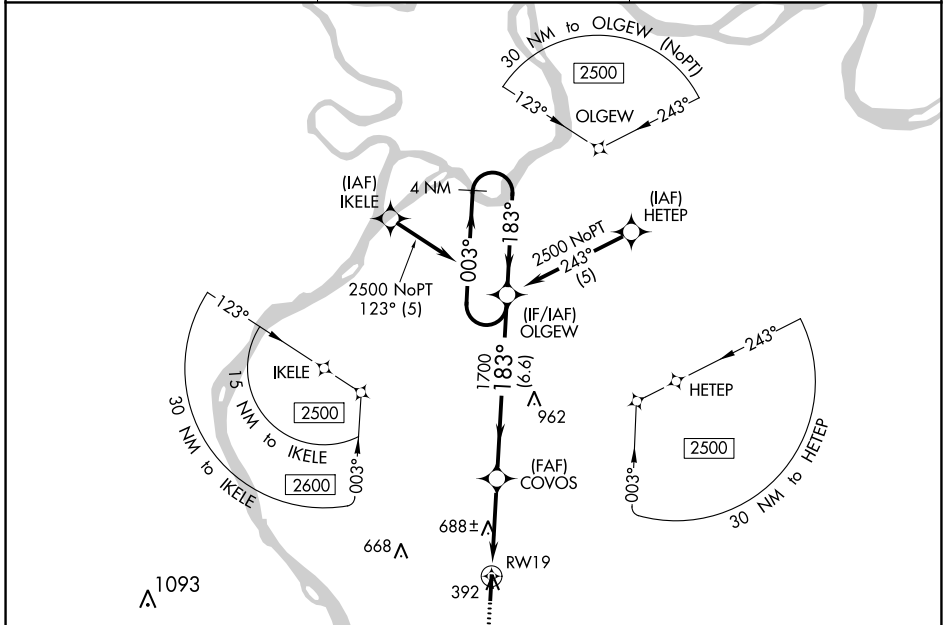 30 NM to OLGEW (NoPT)
2500
123°
243°
OLGEW
(IAF)
IKELE
4 NM
183°
003°
(IAF)
HETEP
2500 NoPT
243°
(5)
2500 NoPT
123° (5)
(IF/IAF)
OLGEW
123°
IKELE
2500
15 NM to IKELE
2600
30 NM to IKELE
003°
1700
183°
(6.6)
962
243°
HETEP
2500
003°
30 NM to HETEP
(FAF)
COVOS
688±
668
RW19
392
1093